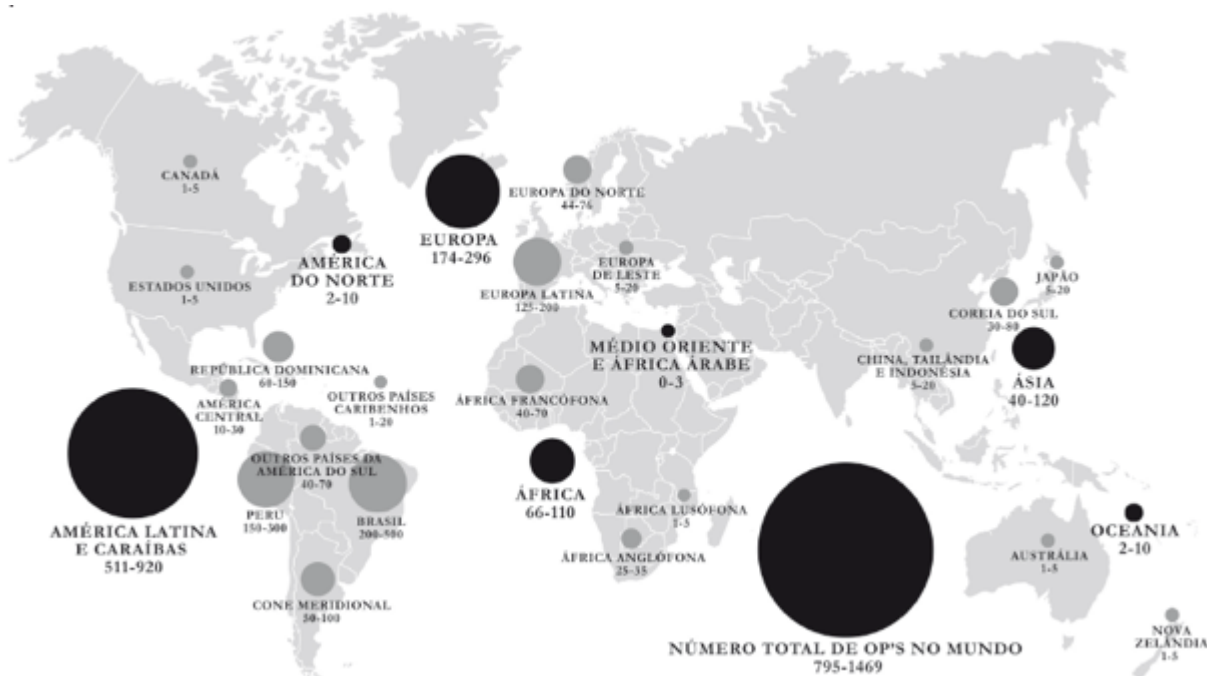 CANADÁ
1-5
ESTADOS UNIDOS
1-5
AMÉRICA
DO NORTE
2-10
EUROPA
174-296
EUROPA DO NORTE
44-76
EUROPA LATINA
125-200
EUROPA
DE LESTE
5-20
JAPÃO
5-20
COREIA DO SUL
30-80
CHINA, TAILÂNDIA
E INDONÉSIA
5-20
ÁSIA
40-120
MÉDIO ORIENTE
E ÁFRICA ÁRABE
0-3
REPÚBLICA DOMINICANA
60-150
AMÉRICA
CENTRAL
10-30
OUTROS PAÍSES
CARIBENHOS
1-20
ÁFRICA FRANCÓFONA
40-70
OUTROS PAÍSES DA
AMÉRICA DO SUL
40-70
PERU
150-300
BRASIL
AMÉRICA LATINA
E CARAÍBAS
511-920
CONE MERIDIONAL
50-100
ÁFRICA
66-110
ÁFRICA LUSÓFONA
1-5
ÁFRICA ANGLÓFONA
25-35
OCEANIA
2-10
AUSTRÁLIA
1-5
NOVA
ZELÂNDIA
1-5
NÚMERO TOTAL DE OP'S NO MUNDO
795-1469